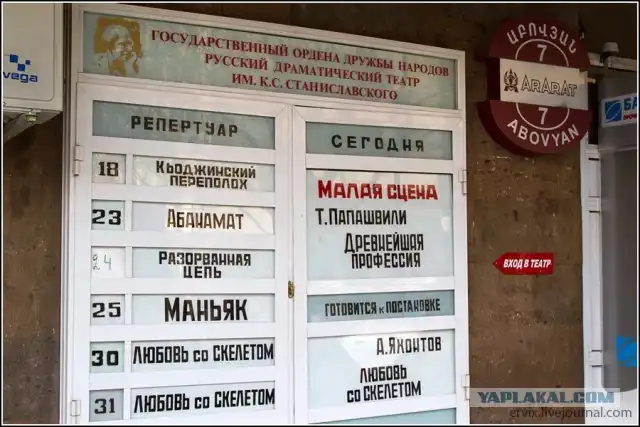 vega
ГОСУДАРСТВЕННЫЙ ОРДЕНА ДРУЖБЫ НАРОДОВ
РУССКИЙ ДРАМАТИЧЕСКИЙ ТЕАТР
ИМ. К.С. СТАНИСЛАВСКОГО
РЕПЕРТУАР
18 КЬОДЖИНСКИЙ
ПЕРЕПОЛОХ
23 АБАНАМАТ
24 РАЗОРВАННАЯ
ЦЕПЬ
25 МАНЬЯК
30 ЛЮБОВЬ СО СКЕЛЕТОМ
31 ЛЮБОВЬ СО СКЕЛЕТОМ
СЕГОДНЯ
МАЛАЯ СЦЕНА
Т. ПАПАШВИЛИ
ДРЕВНЕЙШАЯ
ПРОФЕССИЯ
ГОТОВИТСЯ К ПОСТАНОВКЕ
А. ЯКОИТОВ
ЛЮБОВЬ
СО СКЕЛЕТОМ
ԱԲՈՎՅԱՆ
7
ARARAT
7
ABOVYAN
ВХОД В ТЕАТР
YAPLAKAL.COM
ervix.livejournal.com